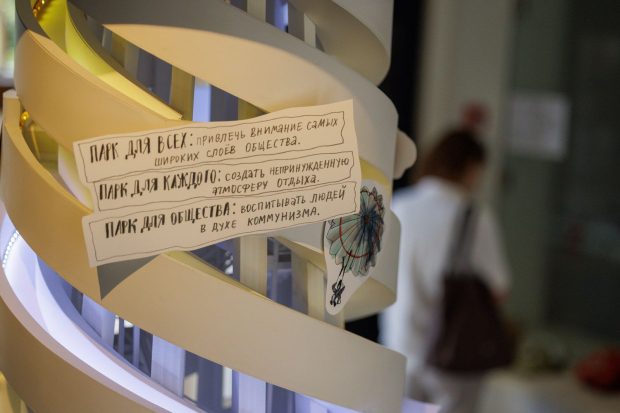 ПАРК ДЛЯ ВСЕХ: ПРИВЛЕЧЬ ВНИМАНИЕ САМЫХ
ШИРОКИХ СЛОЁВ ОБЩЕСТВА.
ПАРК ДЛЯ КАЖДОГО: СОЗДАТЬ НЕПРИНУЖДЕННУЮ
АТМОСФЕРУ ОТДЫХА.
ПАРК ДЛЯ ОБЩЕСТВА: ВОСПИТЫВАТЬ ЛЮДЕЙ
В ДУХЕ КОММУНИЗМА.